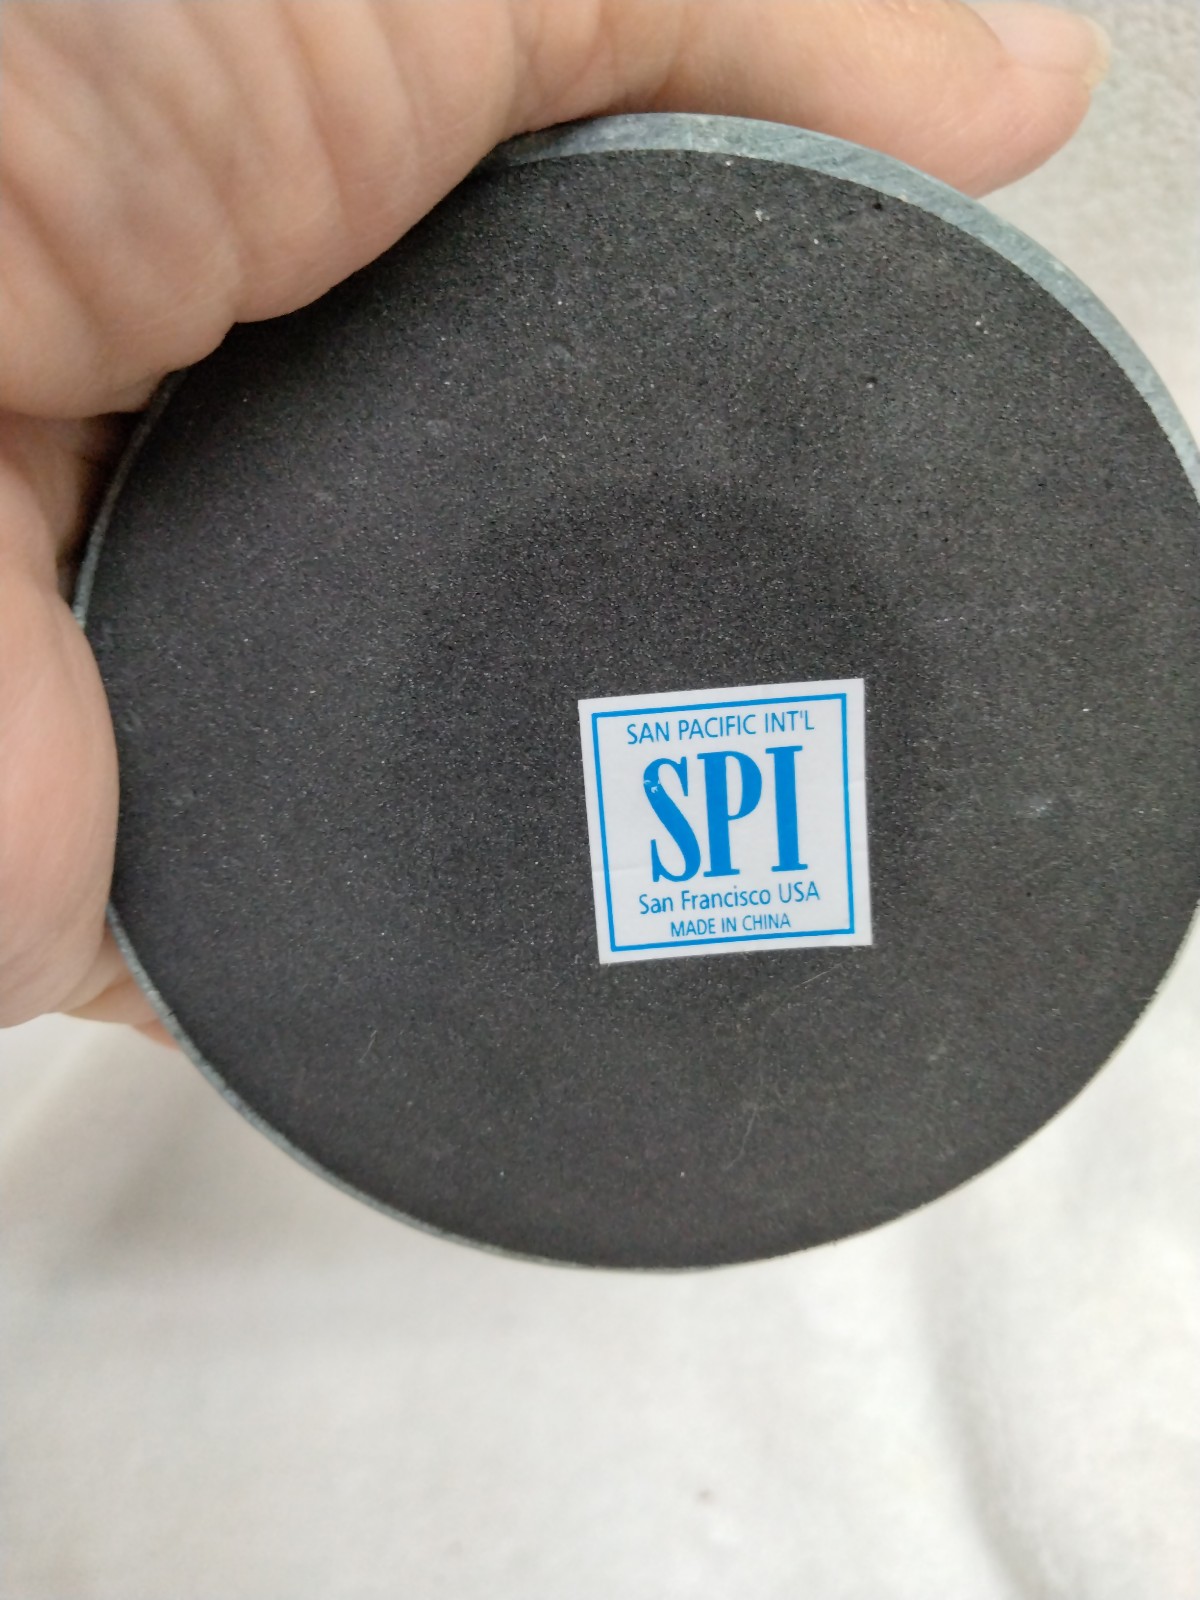 SAN PACIFIC INT'L
SPI
San Francisco USA
MADE IN CHINA